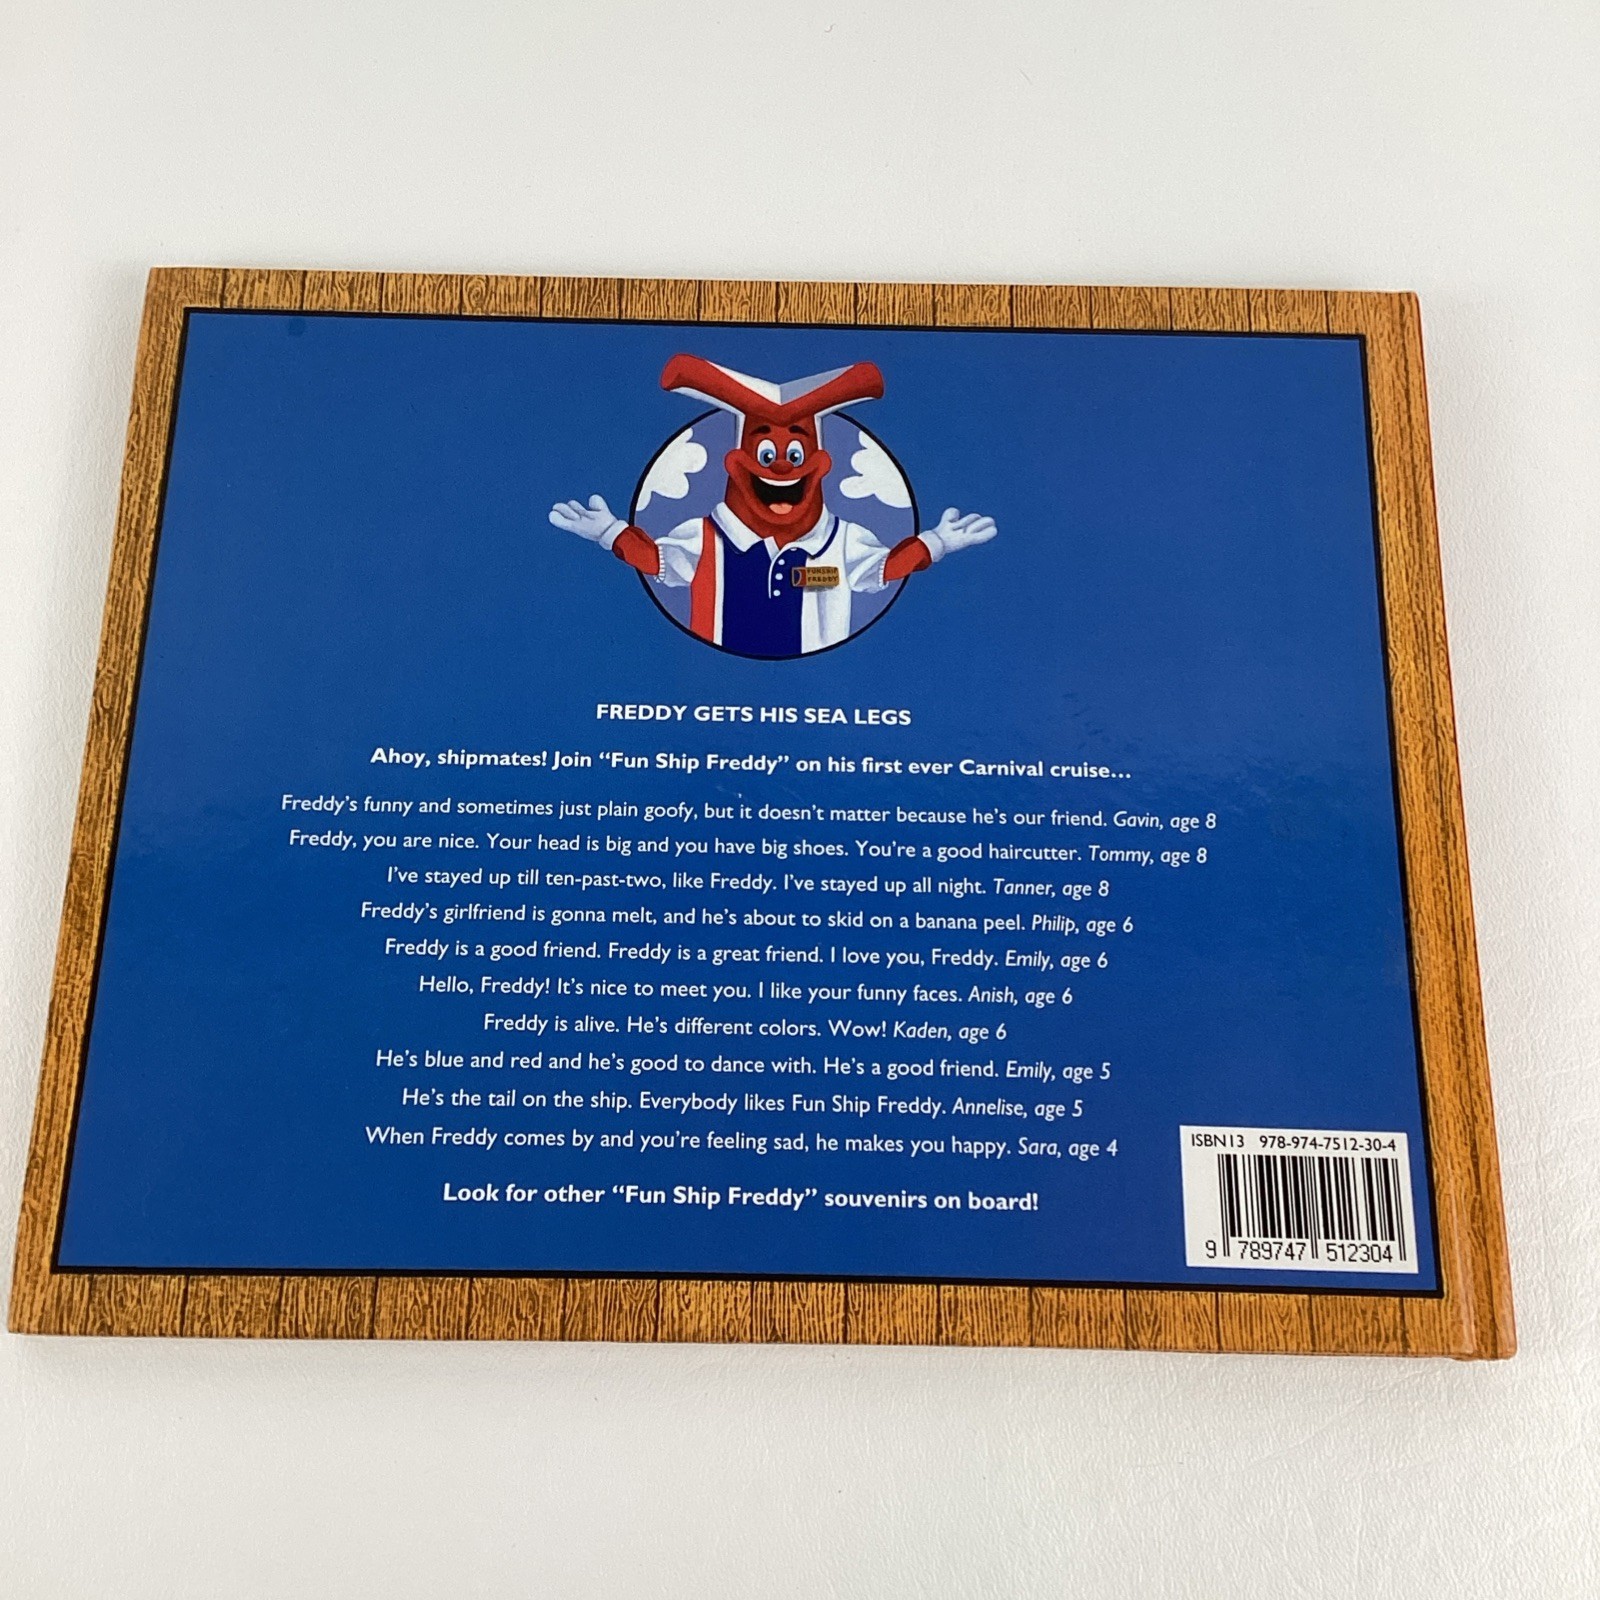 FUNSHIP
FREDDY
FREDDY GETS HIS SEA LEGS
Ahoy, shipmates! Join “Fun Ship Freddy” on his first ever Carnival cruise...
Freddy’s funny and sometimes just plain goofy, but it doesn’t matter because he’s our friend. Gavin, age 8
Freddy, you are nice. Your head is big and you have big shoes. You’re a good haircutter. Tommy, age 8
I’ve stayed up till ten-past-two, like Freddy. I’ve stayed up all night. Tanner, age 8
Freddy’s girlfriend is gonna melt, and he’s about to skid on a banana peel. Philip, age 6
Freddy is a good friend. Freddy is a great friend. I love you, Freddy. Emily, age 6
Hello, Freddy! It’s nice to meet you. I like your funny faces. Anish, age 6
Freddy is alive. He’s different colors. Wow! Kaden, age 6
He’s blue and red and he’s good to dance with. He’s a good friend. Emily, age 5
He’s the tail on the ship. Everybody likes Fun Ship Freddy. Annelise, age 5
When Freddy comes by and you’re feeling sad, he makes you happy. Sara, age 4
Look for other “Fun Ship Freddy” souvenirs on board!
ISBN13 978-974-7512-30-4
9 789747 512304